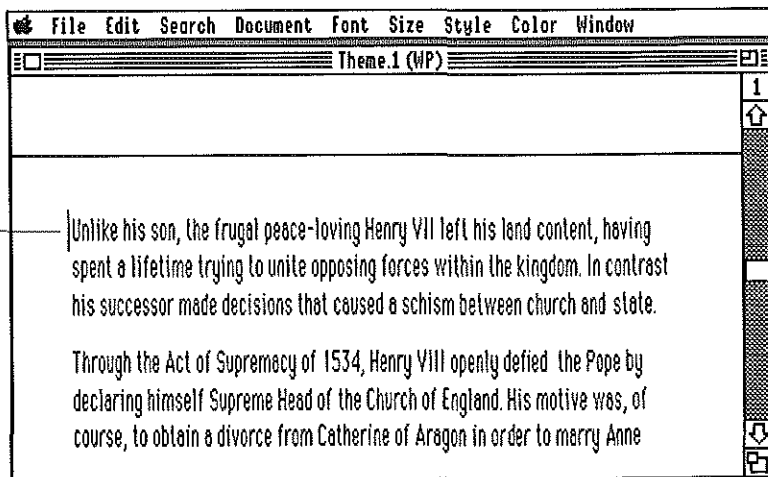 File Edit Search Document Font Size Style Color Window
Theme.1 (WP)
1
Unlike his son, the frugal peace-loving Henry VII left his land content, having
spent a lifetime trying to unite opposing forces within the kingdom. In contrast
his successor made decisions that caused a schism between church and state.
Through the Act of Supremacy of 1534, Henry VIII openly defied the Pope by
declaring himself Supreme Head of the Church of England. His motive was, of
course, to obtain a divorce from Catherine of Aragon in order to marry Anne